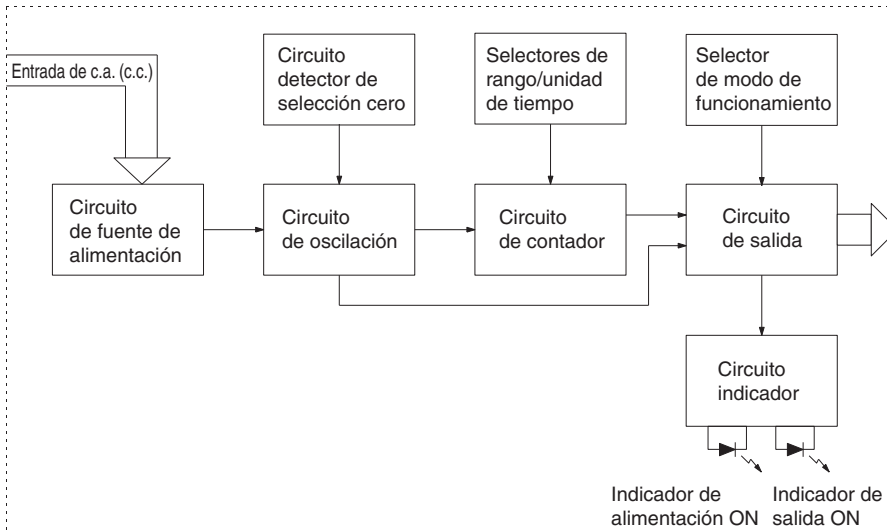 Entrada de c.a. (c.c.)
Circuito
detector de
selección cero
Selectores de
rango/unidad
de tiempo
Selector
de modo de
funcionamiento
Circuito
de fuente de
alimentación
Circuito
de oscilación
Circuito
de contador
Circuito
de salida
Circuito
indicador
Indicador de
alimentación ON
Indicador de
salida ON